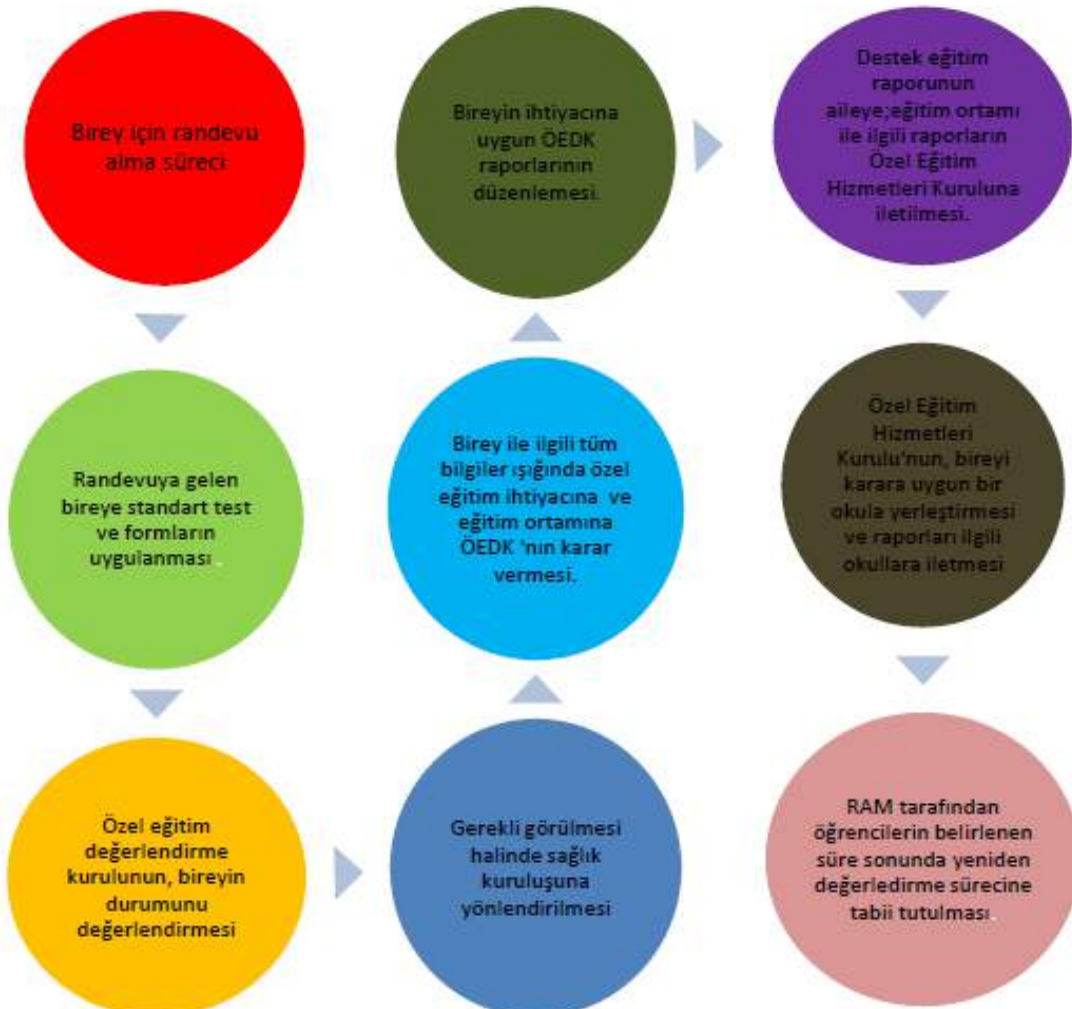 Birey için randevu
alma süreci
Randevuya gelen
bireye standart test
ve formların
uygulanması .
Özel eğitim
değerlendirme
kurulunun, bireyin
durumunu
değerlendirmesi
Gerekli görülmesi
halinde sağlık
kuruluşuna
yönlendirilmesi
Birey ile ilgili tüm
bilgiler ışığında özel
eğitim ihtiyacına ve
eğitim ortamına
ÖEDK 'nın karar
vermesi.
Bireyin ihtiyacına
uygun ÖEDK
raporlarının
düzenlemesi.
Destek eğitim
raporunun
aileye;eğitim ortamı
ile ilgili raporların
Özel Eğitim
Hizmetleri Kuruluna
iletilmesi.
Özel Eğitim
Hizmetleri
Kurulu'nun, bireyi
karara uygun bir
okula yerleştirmesi
ve raporları ilgili
okullara iletmesi
RAM tarafından
öğrencilerin belirlenen
süre sonunda yeniden
değerledirme sürecine
tabii tutulması.